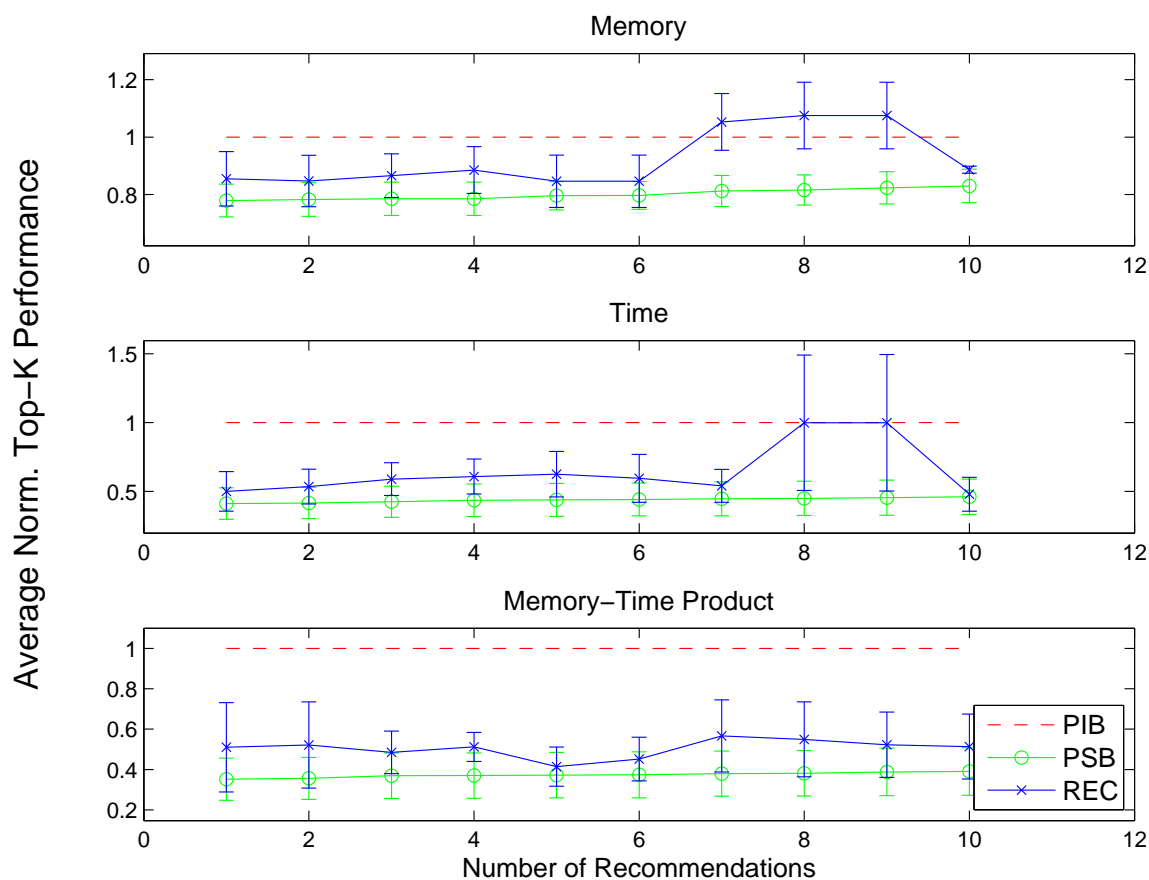 Memory
1.2
1
0.8
0 2 4 6 8 10 12
Time
1.5
1
0.5
0 2 4 6 8 10 12
Memory−Time Product
1
0.8
0.6
0.4
0.2
0 2 4 6 8 10 12
PIB
PSB
REC
Number of Recommendations
Average Norm. Top−K Performance